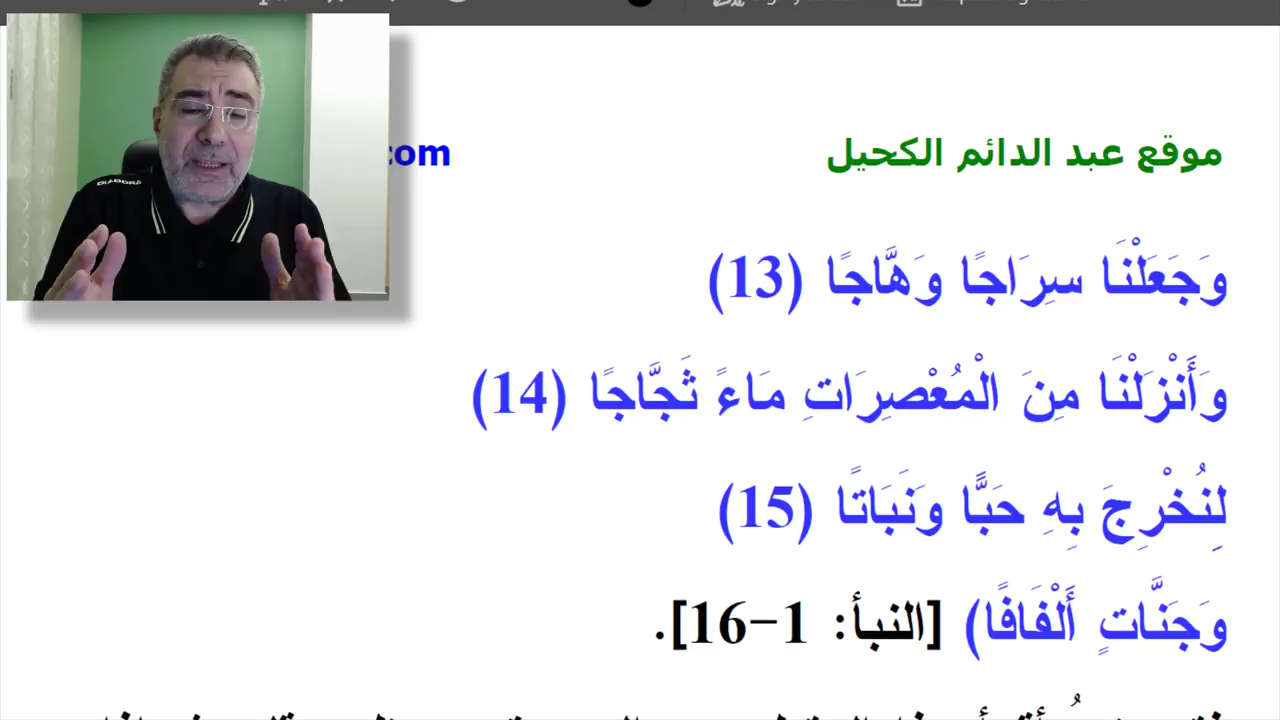 موقع عبد الدائم الكحيل
com
DIADORA
وَجَعَلْنَا سِرَاجًا وَهَّاجًا (13)
وَأَنْزَلْنَا مِنَ الْمُعْصِرَاتِ مَاءً ثَجَّاجًا (14)
لِنُخْرِجَ بِهِ حَبًّا وَنَبَاتًا (15)
وَجَنَّاتٍ أَلْفَافًا) [النبأ: 1-16].